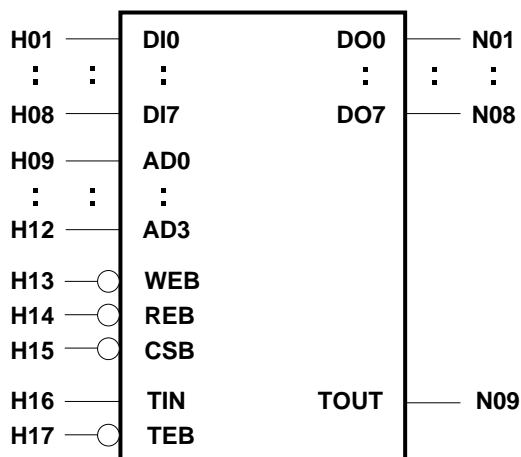 H01 DI0 DO0 N01
: : : : : :
H08 DI7 DO7 N08
H09 AD0
: : :
H12 AD3
H13 WEB
H14 REB
H15 CSB
H16 TIN TOUT N09
H17 TEB